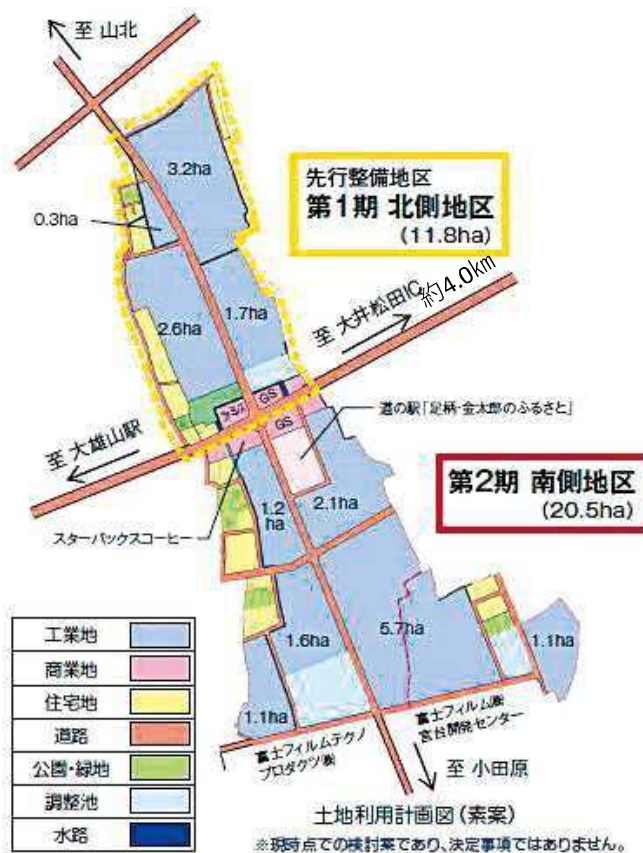 至 山北
3.2ha
0.3ha
先行整備地区
第1期 北側地区
(11.8ha)
2.6ha
1.7ha
至 大井松田IC 約4.0km
GS
GS
道の駅「足柄・金太郎のふるさと」
至 大雄山駅
1.2
ha
2.1ha
第2期 南側地区
(20.5ha)
スターバックスコーヒー
工業地
商業地
住宅地
道路
公園・緑地
調整池
水路
1.6ha
5.7ha
1.1ha
1.1ha
富士フイルムテクノ
プロダクツ㈱
富士フイルム㈱
宮台開発センター
至 小田原
土地利用計画図(素案)
※現時点での検討案であり、決定事項ではありません。